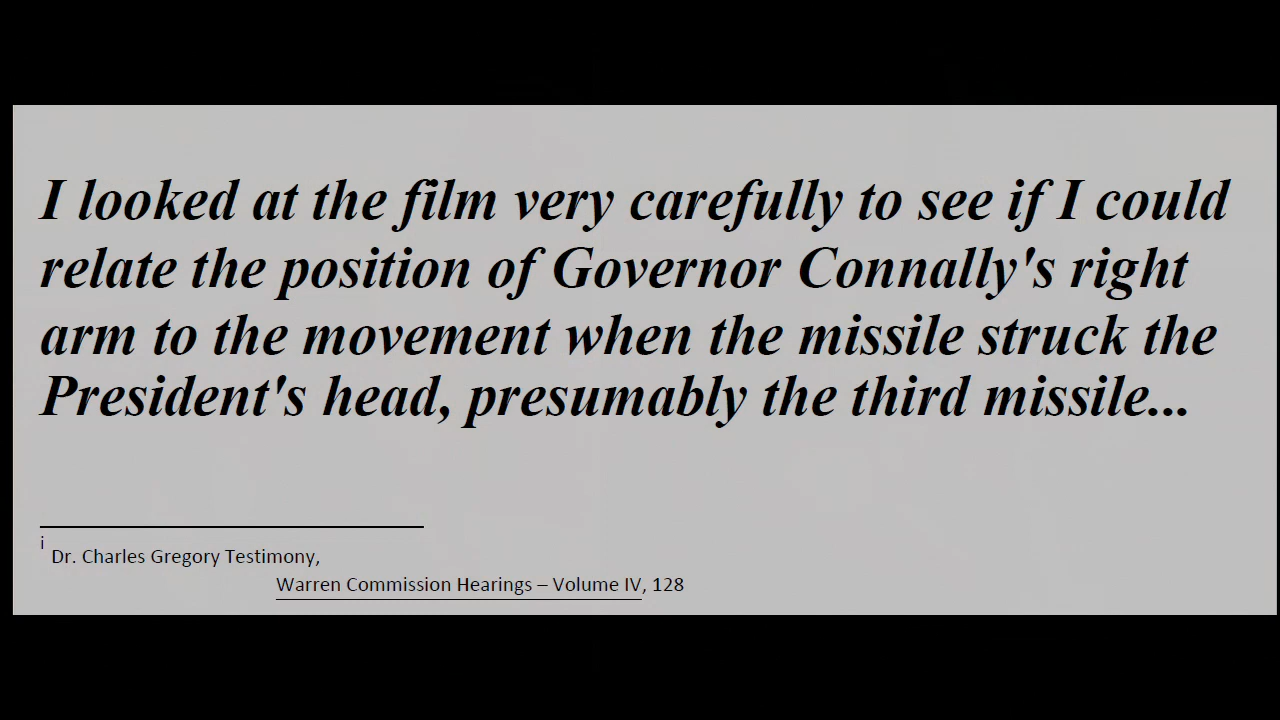 I looked at the film very carefully to see if I could
relate the position of Governor Connally's right
arm to the movement when the missile struck the
President's head, presumably the third missile...
i Dr. Charles Gregory Testimony,
Warren Commission Hearings – Volume IV, 128